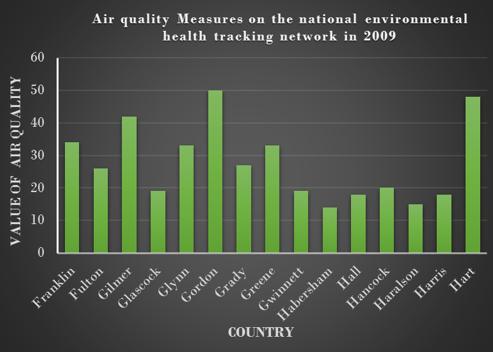 Air quality Measures on the national environmental
health tracking network in 2009
VALUE OF AIR QUALITY
60
50
40
30
20
10
0
Franklin
Fulton
Gilmer
Glascock
Glynn
Gordon
Grady
Greene
Gwinnett
Habersham
Hall
Hancock
Haralson
Harris
Hart
COUNTRY